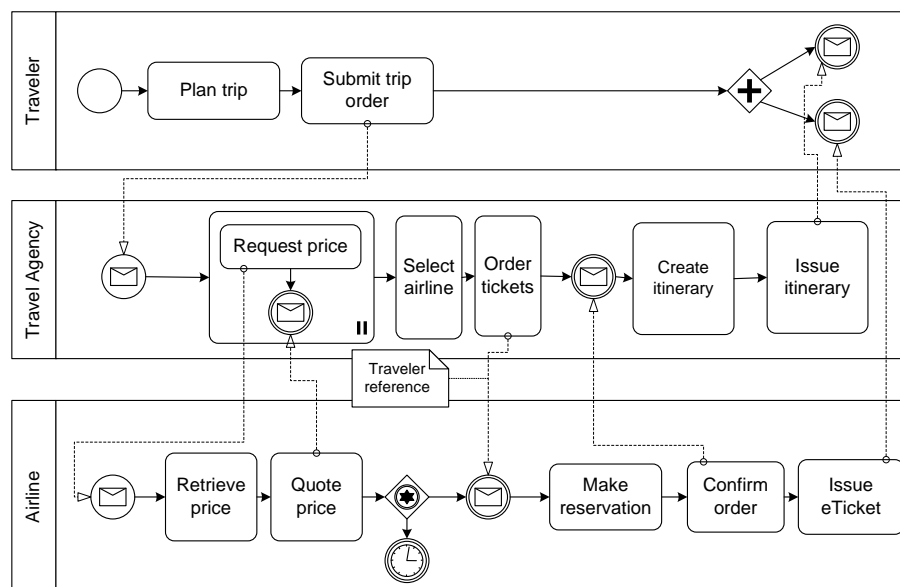 Traveler
Plan trip
Submit trip
order
Travel Agency
Request price
Select
airline
Order
tickets
Create
itinerary
Issue
itinerary
Traveler
reference
Airline
Retrieve
price
Quote
price
Make
reservation
Confirm
order
Issue
eTicket